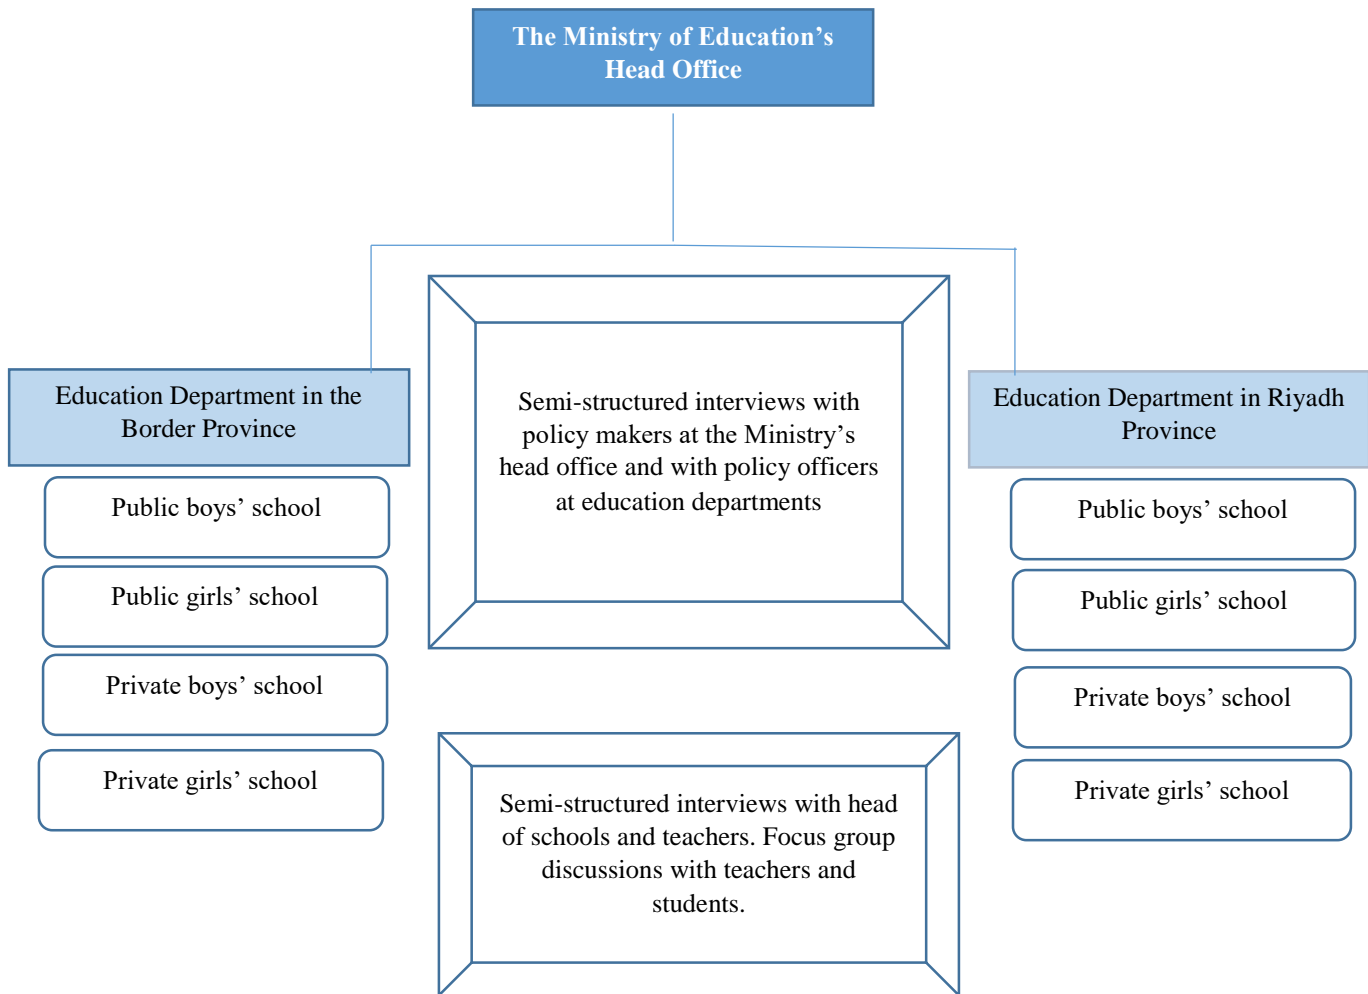 The Ministry of Education’s
Head Office
Education Department in the
Border Province
Public boys’ school
Public girls’ school
Private boys’ school
Private girls’ school
Semi-structured interviews with
policy makers at the Ministry’s
head office and with policy officers
at education departments
Semi-structured interviews with head
of schools and teachers. Focus group
discussions with teachers and
students.
Education Department in Riyadh
Province
Public boys’ school
Public girls’ school
Private boys’ school
Private girls’ school